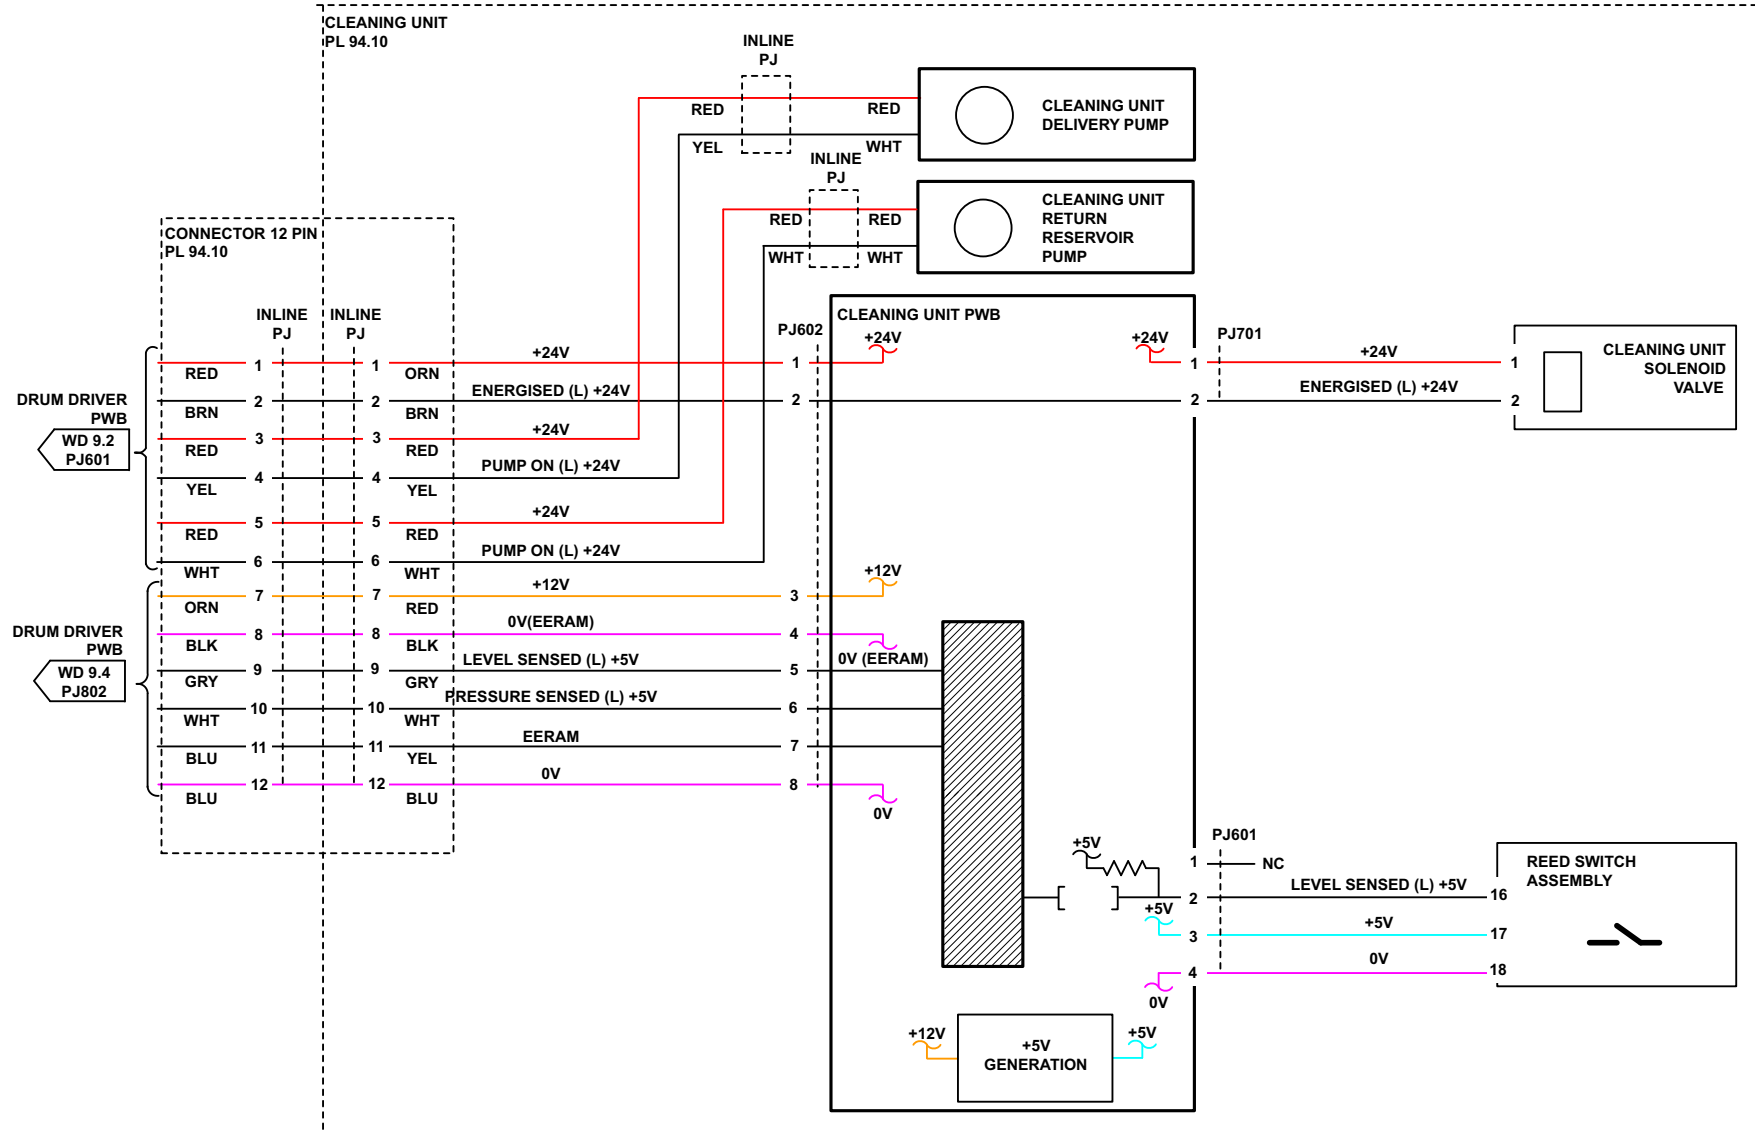 CLEANING UNIT
PL 94.10
INLINE
PJ
RED
RED
YEL
WHT
CLEANING UNIT
DELIVERY PUMP
INLINE
PJ
RED
RED
WHT
WHT
CLEANING UNIT
RETURN
RESERVOIR
PUMP
CONNECTOR 12 PIN
PL 94.10
INLINE
PJ
INLINE
PJ
PJ602
CLEANING UNIT PWB
+24V
+24V
PJ701
CLEANING UNIT
SOLENOID
VALVE
DRUM DRIVER
PWB
WD 9.2
PJ601
RED 1 1 ORN +24V 1
1 +24V 1
BRN 2 2 BRN ENERGISED (L) +24V 2
2 ENERGISED (L) +24V 2
RED 3 3 RED +24V
YEL 4 4 YEL PUMP ON (L) +24V
RED 5 5 RED +24V
WHT 6 6 WHT PUMP ON (L) +24V
DRUM DRIVER
PWB
WD 9.4
PJ802
ORN 7 7 RED +12V 3 +12V
BLK 8 8 BLK 0V(EERAM) 4 0V (EERAM)
GRY 9 9 GRY LEVEL SENSED (L) +5V 5
WHT 10 10 WHT PRESSURE SENSED (L) +5V 6
BLU 11 11 YEL EERAM 7
BLU 12 12 BLU 0V 8 0V
PJ601
+5V
1 NC
2 LEVEL SENSED (L) +5V 16
+5V
3 +5V 17
4 0V 18
0V
REED SWITCH
ASSEMBLY
+12V
+5V
GENERATION
+5V